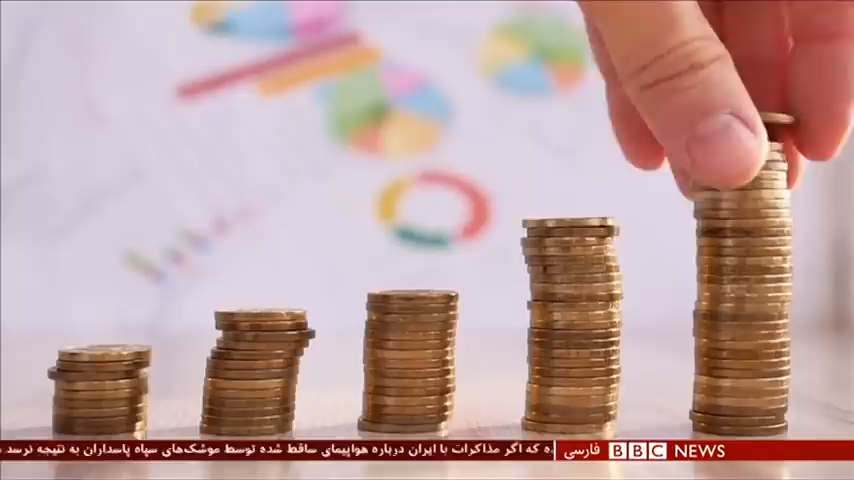 BBC NEWS فارسی
ده که اگر مذاکرات با ایران درباره هواپیمای ساقط شده توسط موشک‌های سپاه پاسداران به نتیجه نرسد